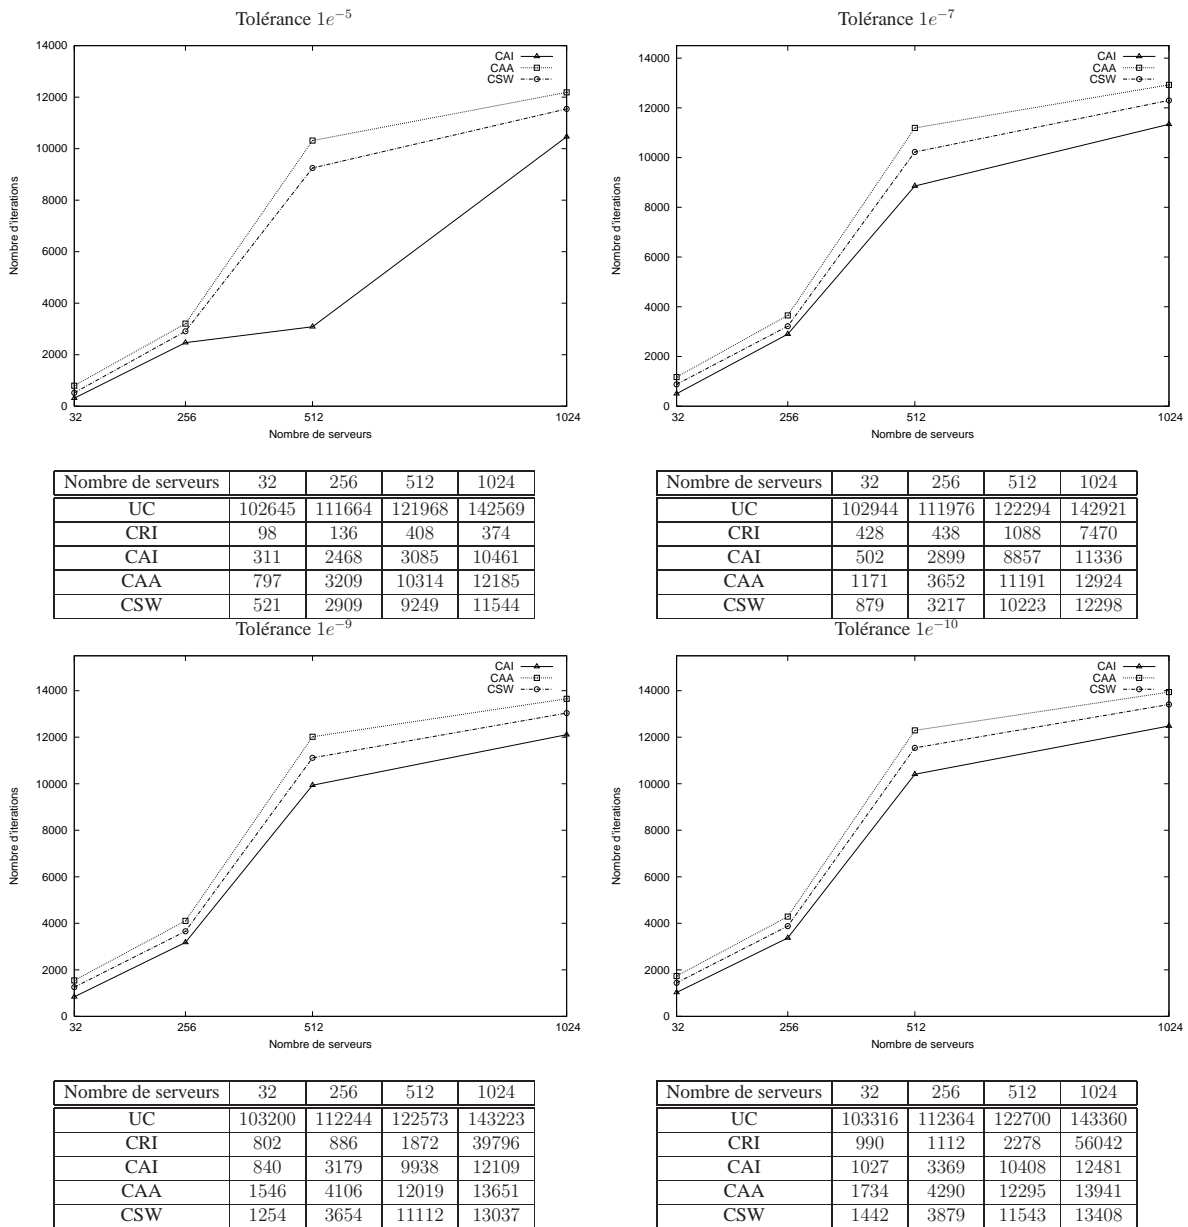 Tolérance 1e⁻⁵
14000
12000
10000
8000
6000
4000
2000
0
32
256
512
1024
Nombre d'iterations
Nombre de serveurs
CAI
CAA
CSW
Nombre de serveurs 32 256 512 1024
UC 102645 111664 121968 142569
CRI 98 136 408 374
CAI 311 2468 3085 10461
CAA 797 3209 10314 12185
CSW 521 2909 9249 11544
Tolérance 1e⁻⁷
14000
12000
10000
8000
6000
4000
2000
0
32
256
512
1024
Nombre d'iterations
Nombre de serveurs
CAI
CAA
CSW
Nombre de serveurs 32 256 512 1024
UC 102944 111976 122294 142921
CRI 428 438 1088 7470
CAI 502 2899 8857 11336
CAA 1171 3652 11191 12924
CSW 879 3217 10223 12298
Tolérance 1e⁻⁹
14000
12000
10000
8000
6000
4000
2000
0
32
256
512
1024
Nombre d'iterations
Nombre de serveurs
CAI
CAA
CSW
Nombre de serveurs 32 256 512 1024
UC 103200 112244 122573 143223
CRI 802 886 1872 39796
CAI 840 3179 9938 12109
CAA 1546 4106 12019 13651
CSW 1254 3654 11112 13037
Tolérance 1e⁻¹⁰
14000
12000
10000
8000
6000
4000
2000
0
32
256
512
1024
Nombre d'iterations
Nombre de serveurs
CAI
CAA
CSW
Nombre de serveurs 32 256 512 1024
UC 103316 112364 122700 143360
CRI 990 1112 2278 56042
CAI 1027 3369 10408 12481
CAA 1734 4290 12295 13941
CSW 1442 3879 11543 13408